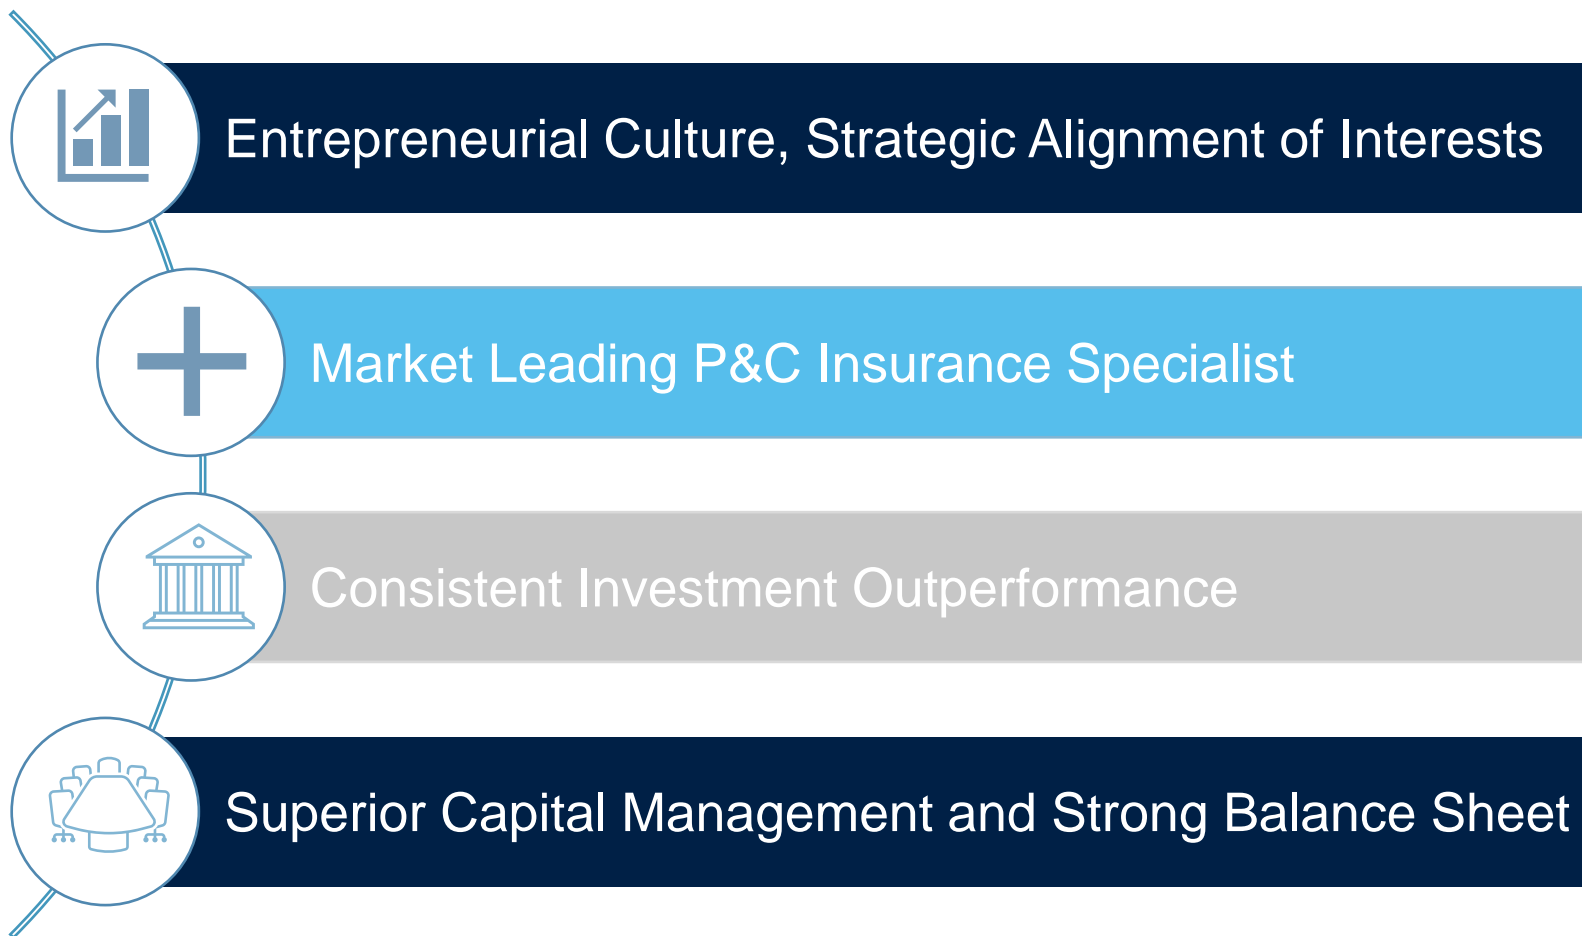 Entrepreneurial Culture, Strategic Alignment of Interests
Market Leading P&C Insurance Specialist
Consistent Investment Outperformance
Superior Capital Management and Strong Balance Sheet